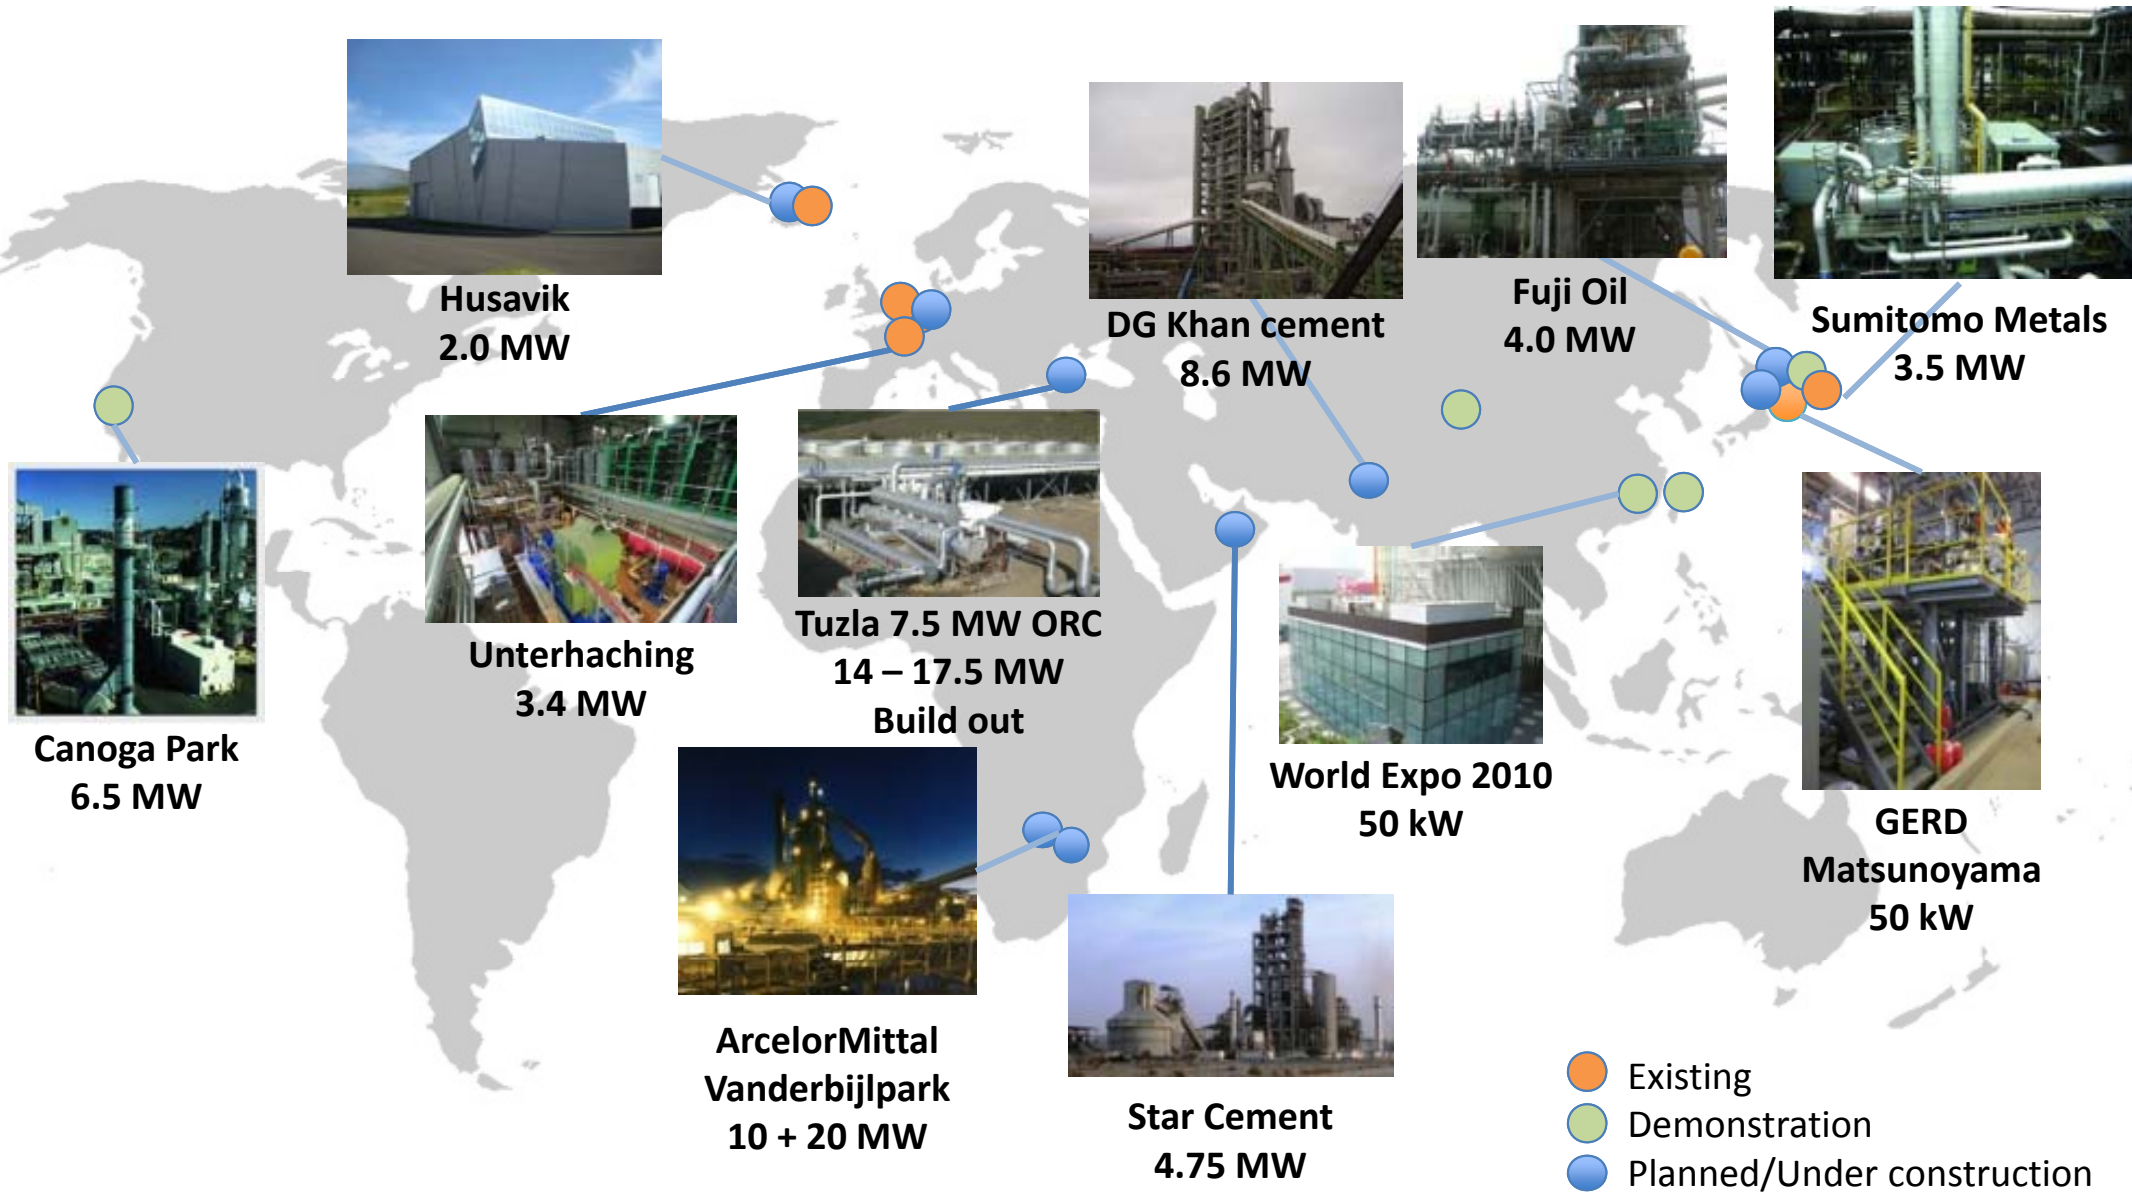 Husavik
2.0 MW
DG Khan cement
8.6 MW
Fuji Oil
4.0 MW
Sumitomo Metals
3.5 MW
Canoga Park
6.5 MW
Unterhaching
3.4 MW
Tuzla 7.5 MW ORC
14 – 17.5 MW
Build out
World Expo 2010
50 kW
GERD
Matsunoyama
50 kW
ArcelorMittal
Vanderbijlpark
10 + 20 MW
Star Cement
4.75 MW
Existing
Demonstration
Planned/Under construction